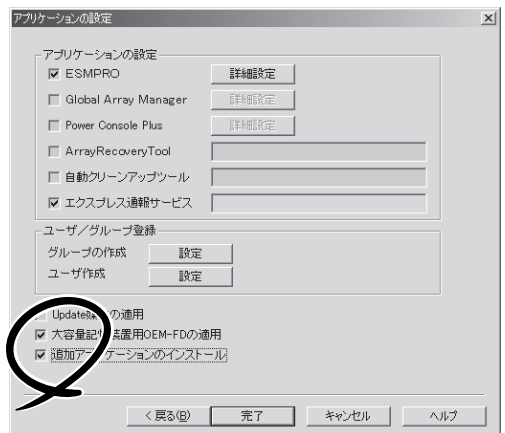 アプリケーションの設定
アプリケーションの設定
ESMPRO 詳細設定
Global Array Manager 詳細設定
Power Console Plus 詳細設定
ArrayRecoveryTool
自動クリーンアップツール
エクスプレス通報サービス
ユーザ/グループ登録
グループの作成 設定
ユーザ作成 設定
Update の適用
大容量記憶装置用OEM-FDの適用
追加アプリケーションのインストール
< 戻る(B) 完了 キャンセル ヘルプ